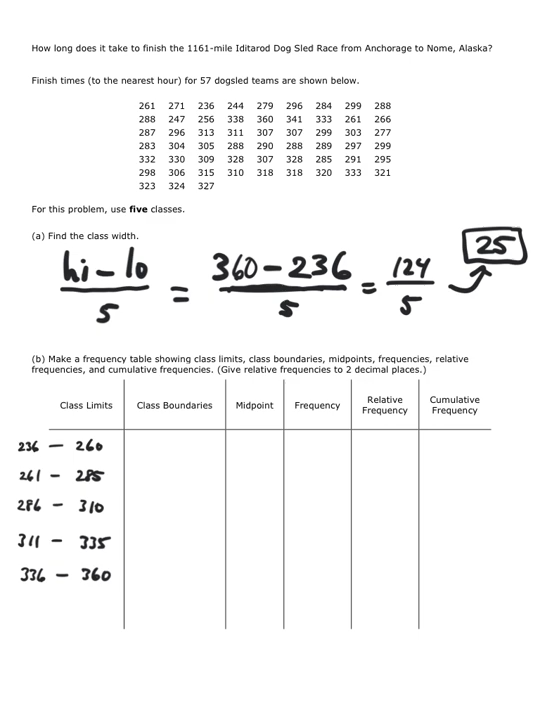 How long does it take to finish the 1161-mile Iditarod Dog Sled Race from Anchorage to Nome, Alaska?
Finish times (to the nearest hour) for 57 dogsled teams are shown below.
261 271 236 244 279 296 284 299 288
288 247 256 338 360 341 333 261 266
287 296 313 311 307 307 299 303 277
283 304 305 288 290 288 289 297 299
332 330 309 328 307 328 285 291 295
298 306 315 310 318 318 320 333 321
323 324 327
For this problem, use five classes.
(a) Find the class width.
hi - lo / 5 = 360 - 236 / 5 = 124 / 5 25
(b) Make a frequency table showing class limits, class boundaries, midpoints, frequencies, relative
frequencies, and cumulative frequencies. (Give relative frequencies to 2 decimal places.)
Class Limits Class Boundaries Midpoint Frequency Relative Frequency Cumulative Frequency
236 - 260
261 - 285
286 - 310
311 - 335
336 - 360